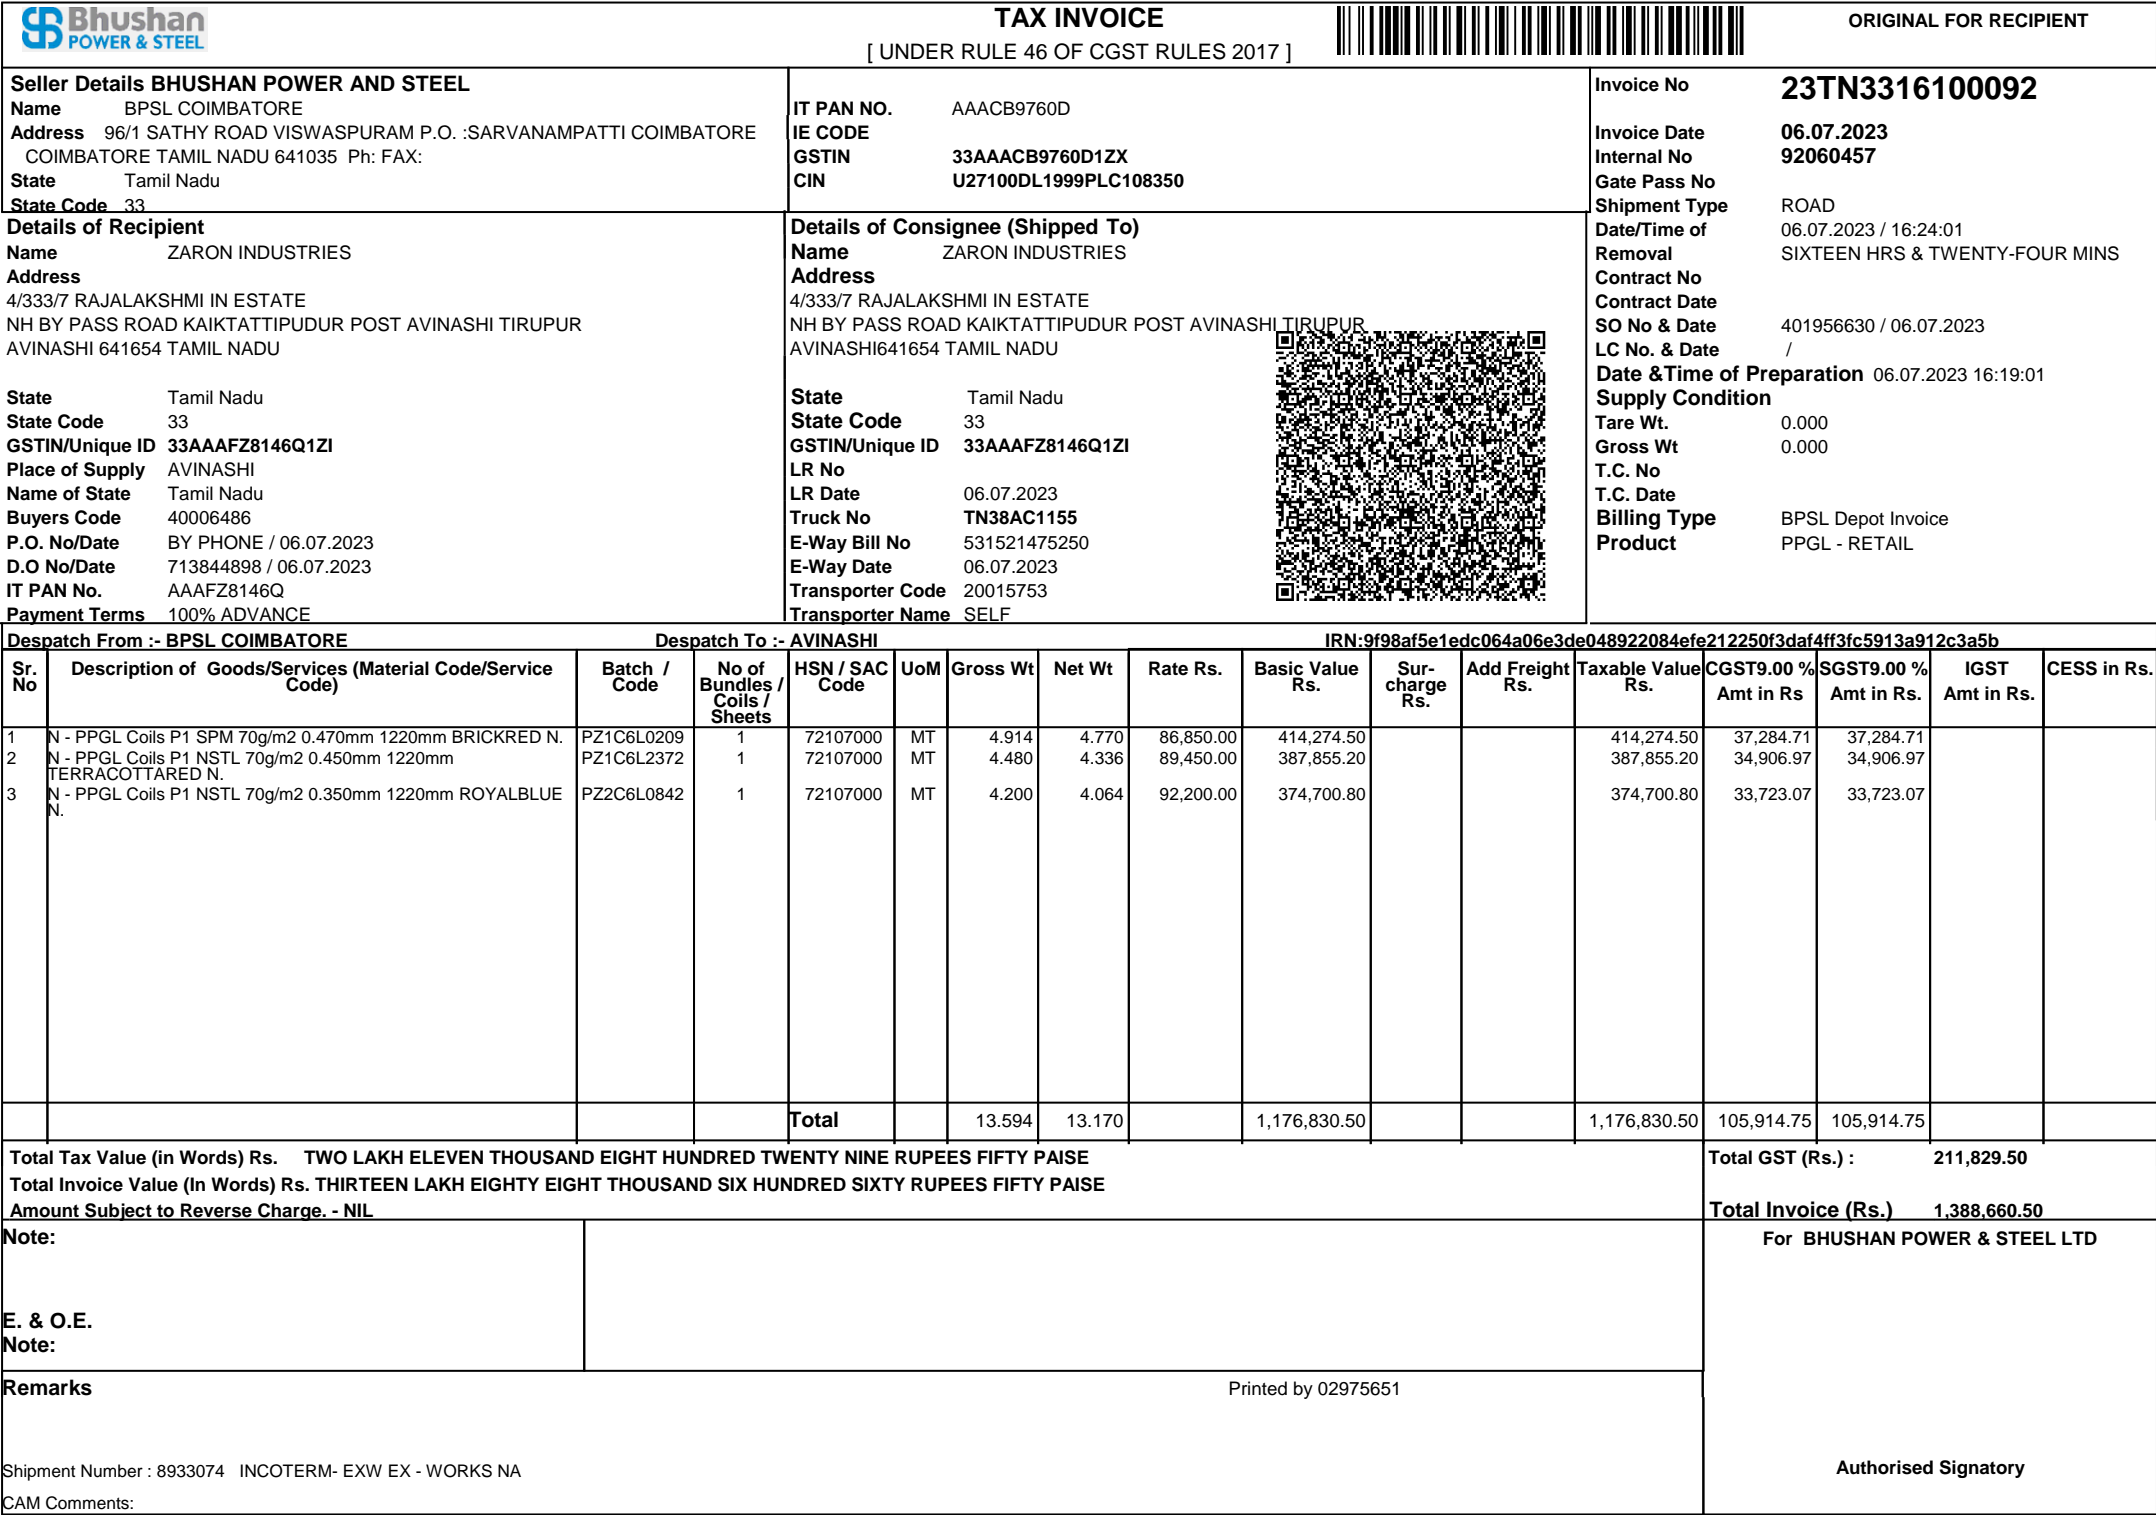 Bhushan
POWER & STEEL
TAX INVOICE
[ UNDER RULE 46 OF CGST RULES 2017 ]
ORIGINAL FOR RECIPIENT
Seller Details BHUSHAN POWER AND STEEL
Name BPSL COIMBATORE
Address 96/1 SATHY ROAD VISWASPURAM P.O. :SARVANAMPATTI COIMBATORE
COIMBATORE TAMIL NADU 641035 Ph: FAX:
State Tamil Nadu
State Code 33
IT PAN NO. AAACB9760D
IE CODE
GSTIN 33AAACB9760D1ZX
CIN U27100DL1999PLC108350
Invoice No 23TN3316100092
Invoice Date 06.07.2023
Internal No 92060457
Gate Pass No
Shipment Type ROAD
Date/Time of 06.07.2023 / 16:24:01
Removal SIXTEEN HRS & TWENTY-FOUR MINS
Contract No
Contract Date
SO No & Date 401956630 / 06.07.2023
LC No. & Date /
Date &Time of Preparation 06.07.2023 16:19:01
Supply Condition
Tare Wt. 0.000
Gross Wt 0.000
T.C. No
T.C. Date
Billing Type BPSL Depot Invoice
Product PPGL - RETAIL
Details of Recipient
Name ZARON INDUSTRIES
Address
4/333/7 RAJALAKSHMI IN ESTATE
NH BY PASS ROAD KAIKTATTIPUDUR POST AVINASHI TIRUPUR
AVINASHI 641654 TAMIL NADU
State Tamil Nadu
State Code 33
GSTIN/Unique ID 33AAAFZ8146Q1ZI
Place of Supply AVINASHI
Name of State Tamil Nadu
Buyers Code 40006486
P.O. No/Date BY PHONE / 06.07.2023
D.O No/Date 713844898 / 06.07.2023
IT PAN No. AAAFZ8146Q
Payment Terms 100% ADVANCE
Details of Consignee (Shipped To)
Name ZARON INDUSTRIES
Address
4/333/7 RAJALAKSHMI IN ESTATE
NH BY PASS ROAD KAIKTATTIPUDUR POST AVINASHI TIRUPUR
AVINASHI641654 TAMIL NADU
State Tamil Nadu
State Code 33
GSTIN/Unique ID 33AAAFZ8146Q1ZI
LR No
LR Date 06.07.2023
Truck No TN38AC1155
E-Way Bill No 531521475250
E-Way Date 06.07.2023
Transporter Code 20015753
Transporter Name SELF
Despatch From :- BPSL COIMBATORE Despatch To :- AVINASHI IRN:9f98af5e1edc064a06e3de048922084efe212250f3daf4ff3fc5913a912c3a5b
Sr. No Description of Goods/Services (Material Code/Service Code) Batch / Code No of Bundles / Coils / Sheets HSN / SAC Code UoM Gross Wt Net Wt Rate Rs. Basic Value Rs. Sur-charge Rs. Add Freight Rs. Taxable Value Rs. CGST9.00 % Amt in Rs SGST9.00 % Amt in Rs. IGST Amt in Rs. CESS in Rs.
1 N - PPGL Coils P1 SPM 70g/m2 0.470mm 1220mm BRICKRED N. PZ1C6L0209 1 72107000 MT 4.914 4.770 86,850.00 414,274.50 414,274.50 37,284.71 37,284.71
2 N - PPGL Coils P1 NSTL 70g/m2 0.450mm 1220mm PZ1C6L2372 1 72107000 MT 4.480 4.336 89,450.00 387,855.20 387,855.20 34,906.97 34,906.97
TERRACOTTARED N.
3 N - PPGL Coils P1 NSTL 70g/m2 0.350mm 1220mm ROYALBLUE PZ2C6L0842 1 72107000 MT 4.200 4.064 92,200.00 374,700.80 374,700.80 33,723.07 33,723.07
N.
Total 13.594 13.170 1,176,830.50 1,176,830.50 105,914.75 105,914.75
Total Tax Value (in Words) Rs. TWO LAKH ELEVEN THOUSAND EIGHT HUNDRED TWENTY NINE RUPEES FIFTY PAISE
Total GST (Rs.) : 211,829.50
Total Invoice Value (In Words) Rs. THIRTEEN LAKH EIGHTY EIGHT THOUSAND SIX HUNDRED SIXTY RUPEES FIFTY PAISE
Amount Subject to Reverse Charge. - NIL
Total Invoice (Rs.) 1,388,660.50
Note:
For BHUSHAN POWER & STEEL LTD
E. & O.E.
Note:
Remarks
Printed by 02975651
Shipment Number : 8933074 INCOTERM- EXW EX - WORKS NA
Authorised Signatory
CAM Comments: